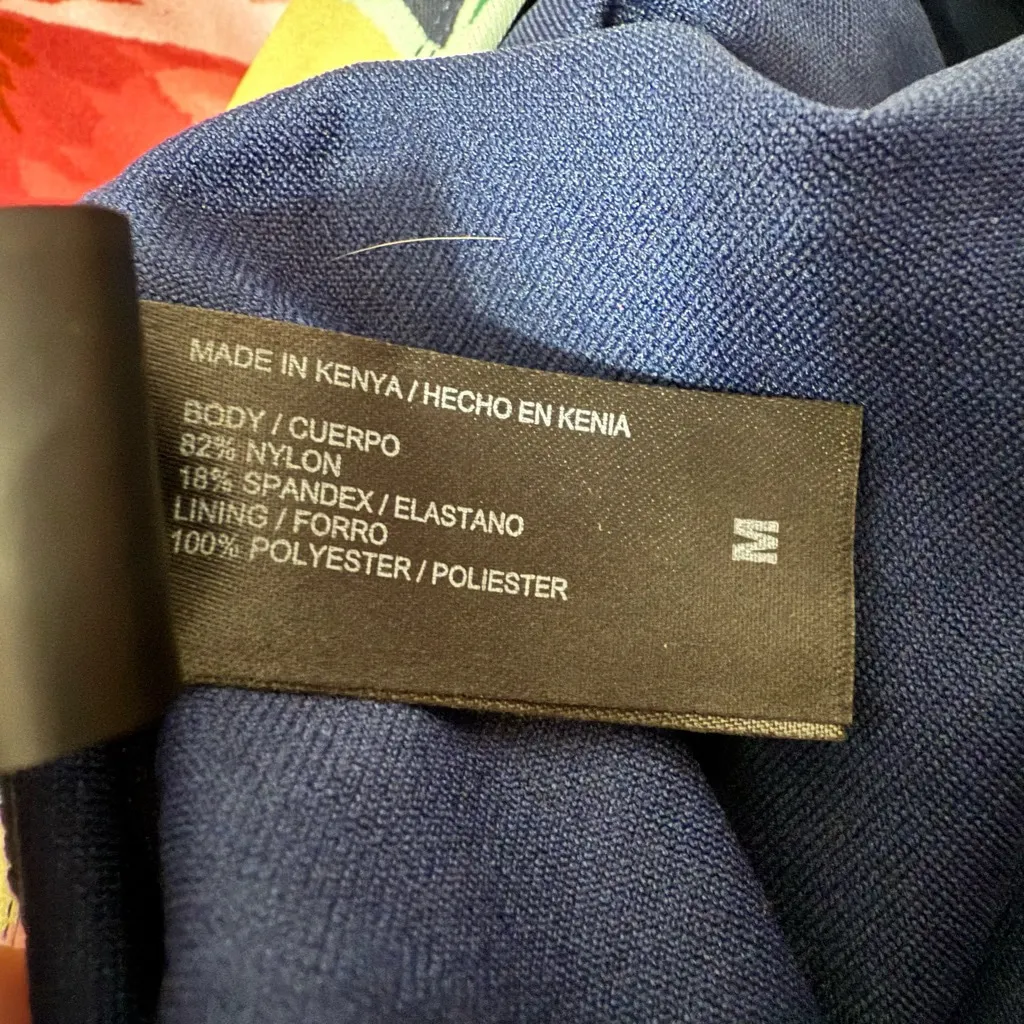 MADE IN KENYA / HECHO EN KENIA
BODY / CUERPO
82% NYLON
18% SPANDEX / ELASTANO
LINING / FORRO
100% POLYESTER / POLIESTER
M